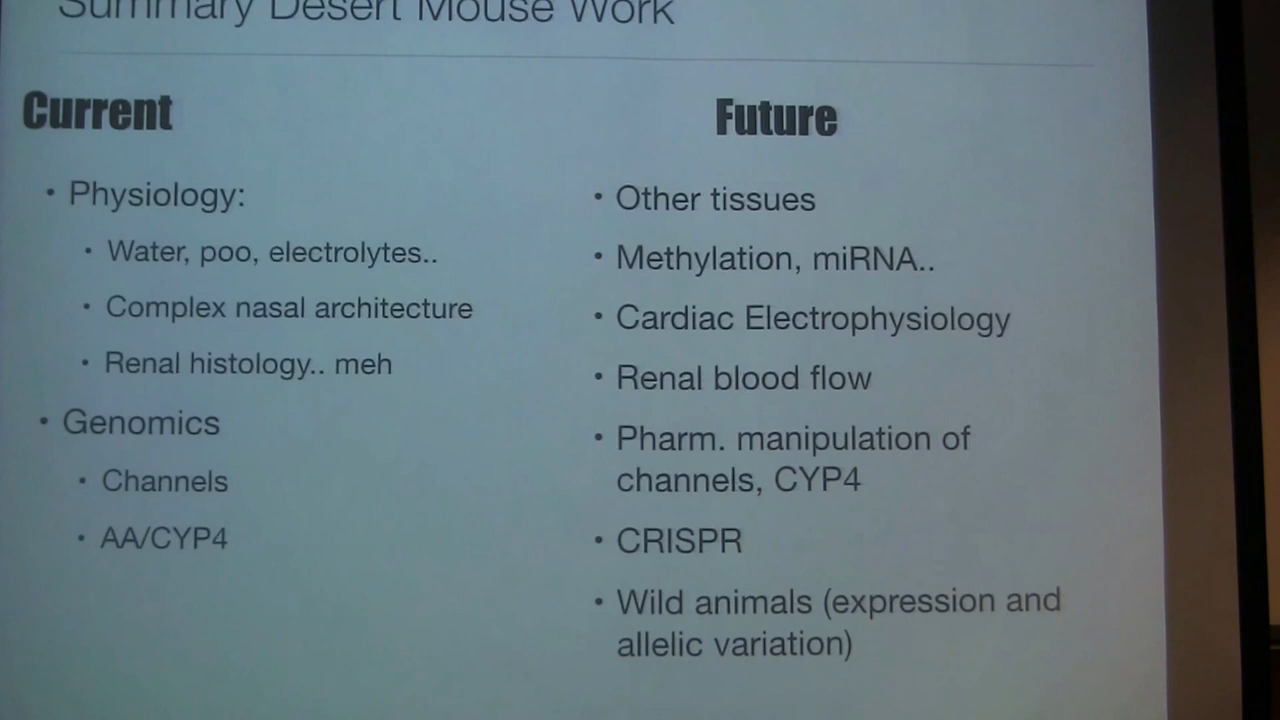 Summary Desert Mouse Work
Current
• Physiology:
• Water, poo, electrolytes..
• Complex nasal architecture
• Renal histology.. meh
• Genomics
• Channels
• AA/CYP4
Future
• Other tissues
• Methylation, miRNA..
• Cardiac Electrophysiology
• Renal blood flow
• Pharm. manipulation of
channels, CYP4
• CRISPR
• Wild animals (expression and
allelic variation)